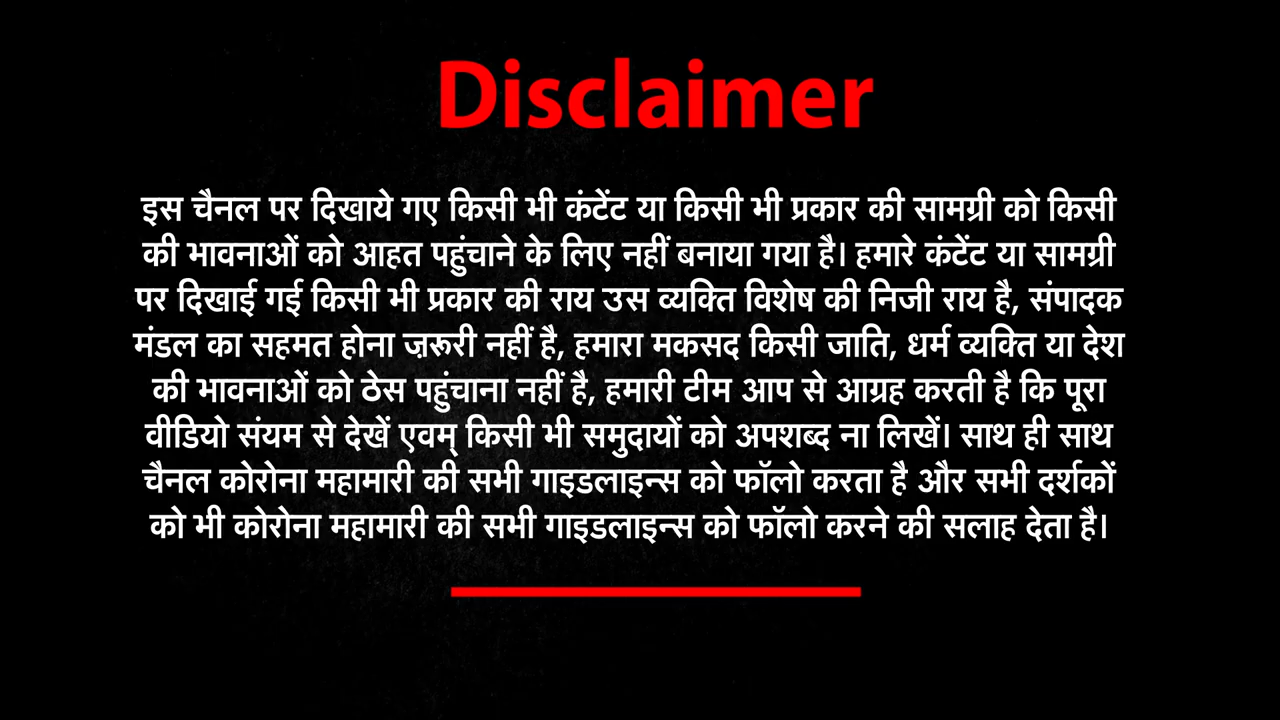 Disclaimer
इस चैनल पर दिखाये गए किसी भी कंटेंट या किसी भी प्रकार की सामग्री को किसी
की भावनाओं को आहत पहुंचाने के लिए नहीं बनाया गया है। हमारे कंटेंट या सामग्री
पर दिखाई गई किसी भी प्रकार की राय उस व्यक्ति विशेष की निजी राय है, संपादक
मंडल का सहमत होना ज़रूरी नहीं है, हमारा मकसद किसी जाति, धर्म व्यक्ति या देश
की भावनाओं को ठेस पहुंचाना नहीं है, हमारी टीम आप से आग्रह करती है कि पूरा
वीडियो संयम से देखें एवम् किसी भी समुदायों को अपशब्द ना लिखें। साथ ही साथ
चैनल कोरोना महामारी की सभी गाइडलाइन्स को फॉलो करता है और सभी दर्शकों
को भी कोरोना महामारी की सभी गाइडलाइन्स को फॉलो करने की सलाह देता है।